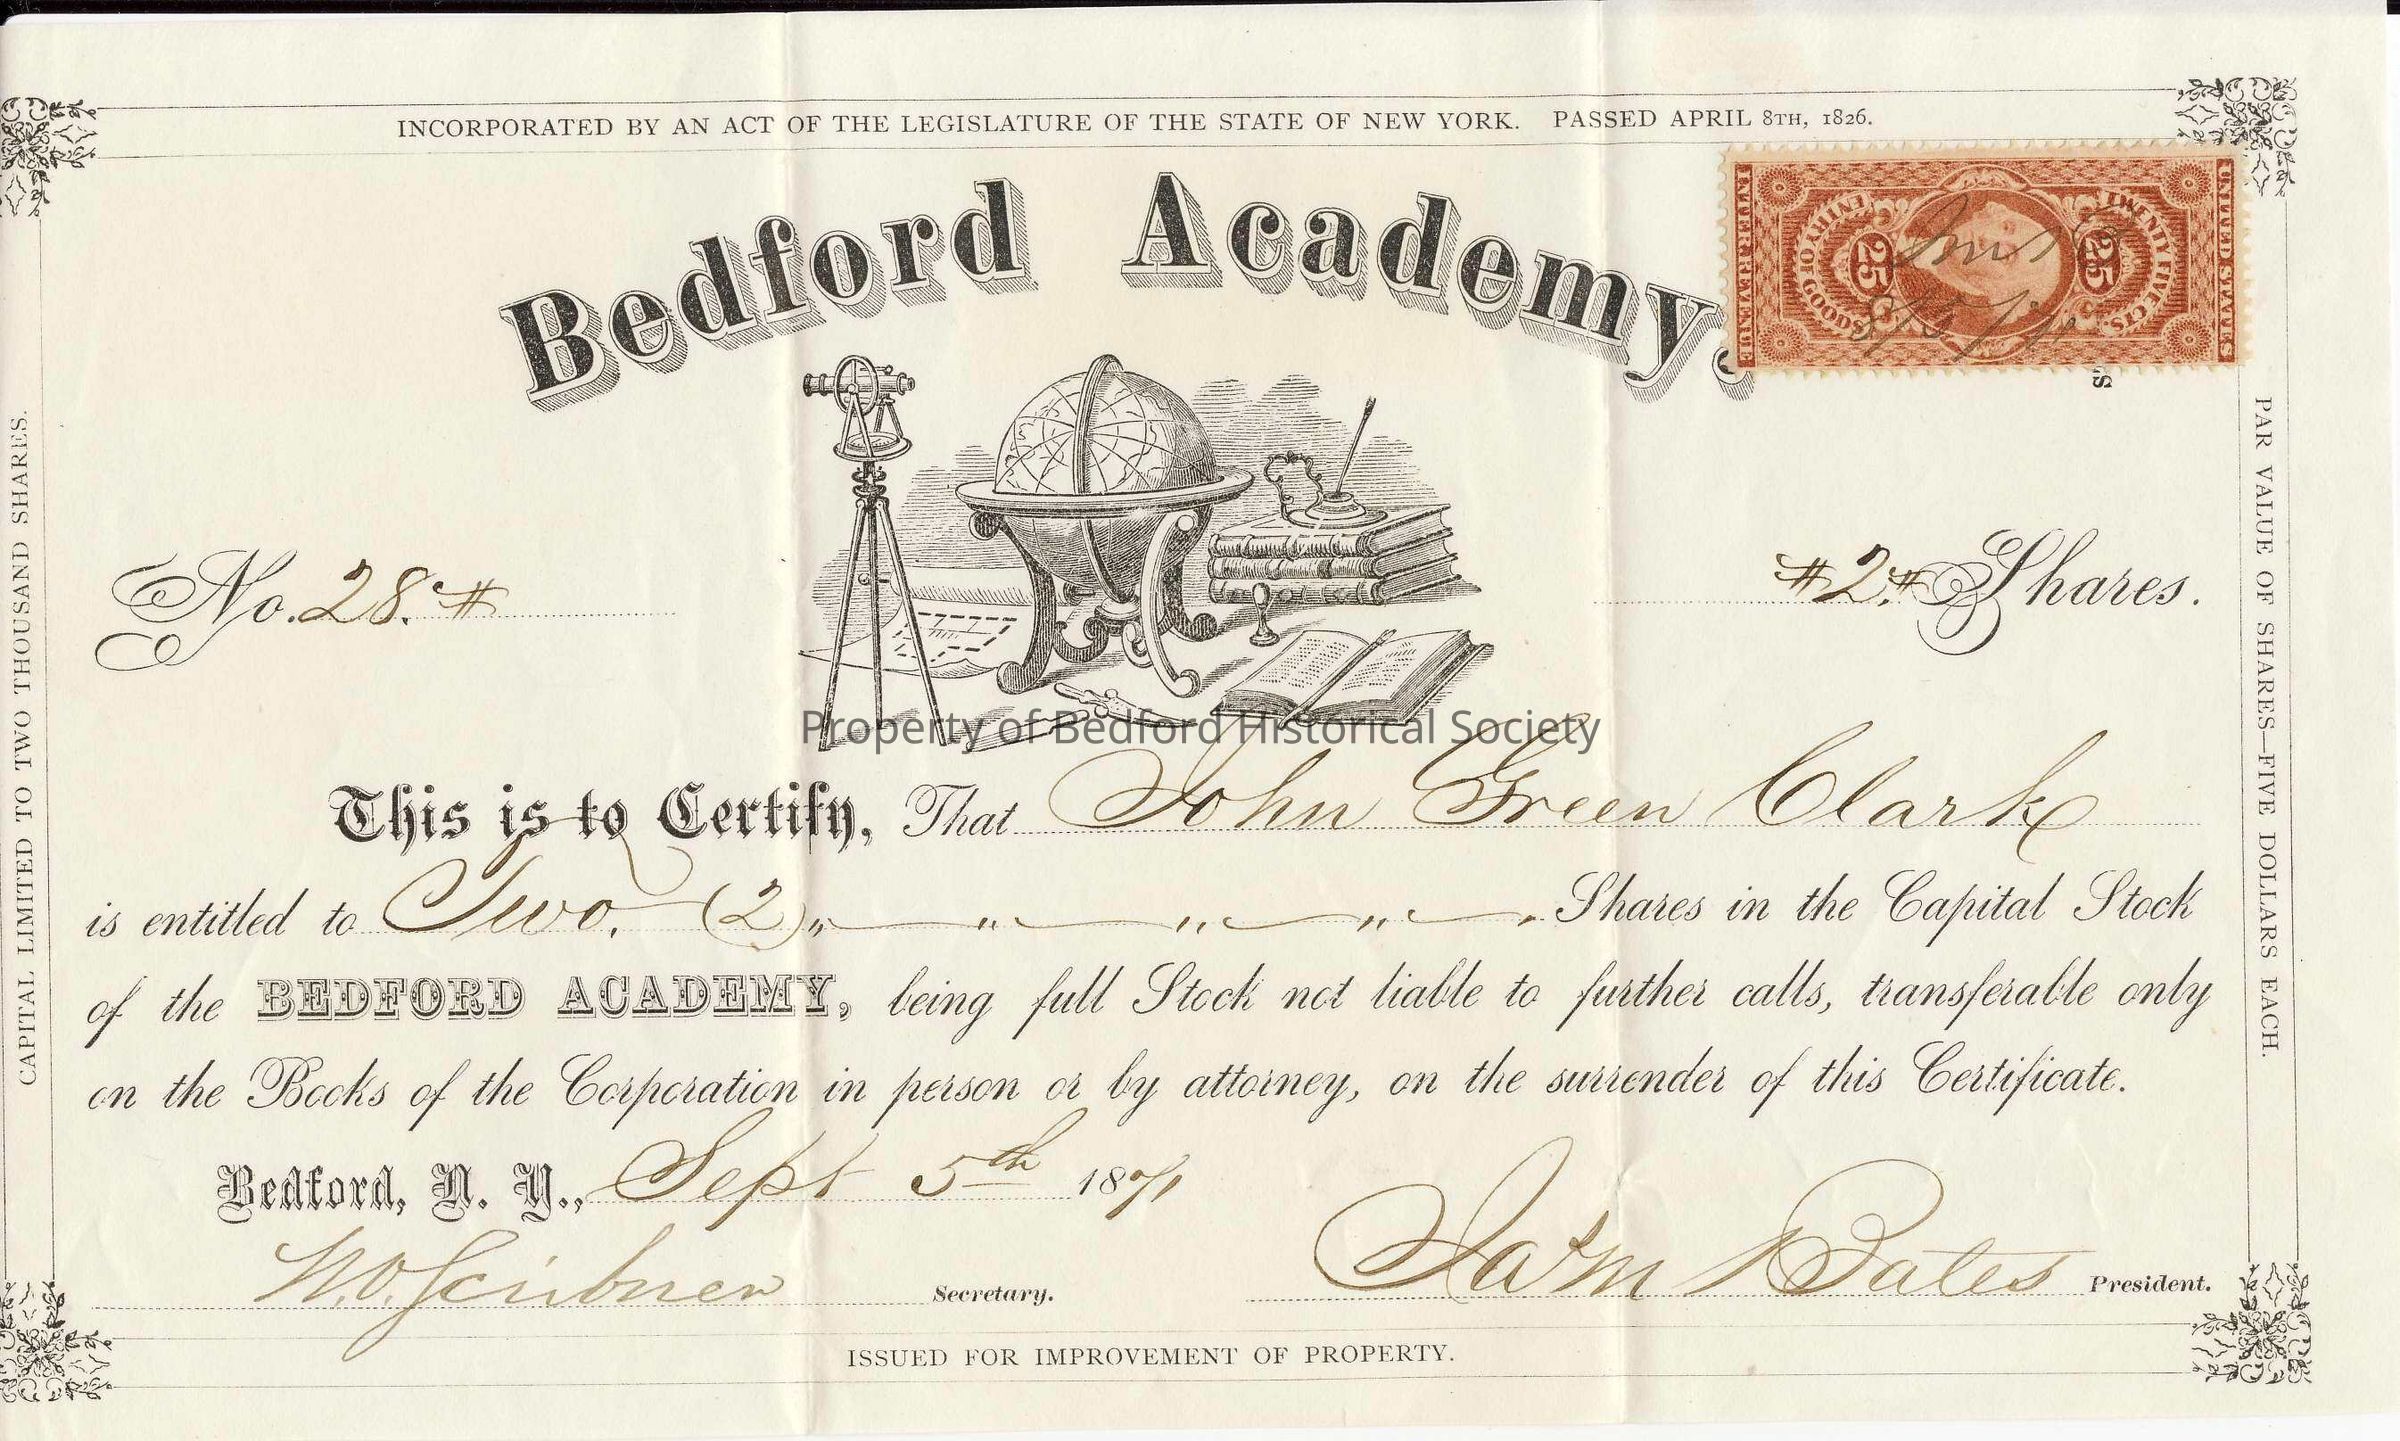 INCORPORATED BY AN ACT OF THE LEGISLATURE OF THE STATE OF NEW YORK. PASSED APRIL 8TH, 1826.
Bedford Academy,
UNITED STATES
INTER. REVENUE
TWENTY FIVE CTS.
ENTRY OF GOODS
25
25
No. 28. #
# 2. # Shares.
CAPITAL LIMITED TO TWO THOUSAND SHARES.
PAR VALUE OF SHARES—FIVE DOLLARS EACH.
Property of Bedford Historical Society
This is to Certify, That John Green Clark
is entitled to Two. (2) „ „ „ „ Shares in the Capital Stock
of the BEDFORD ACADEMY, being full Stock not liable to further calls, transferable only
on the Books of the Corporation in person or by attorney, on the surrender of this Certificate.
Bedford, N. Y., Sept 5th 1871
Scribner Secretary.
Bates President.
ISSUED FOR IMPROVEMENT OF PROPERTY.